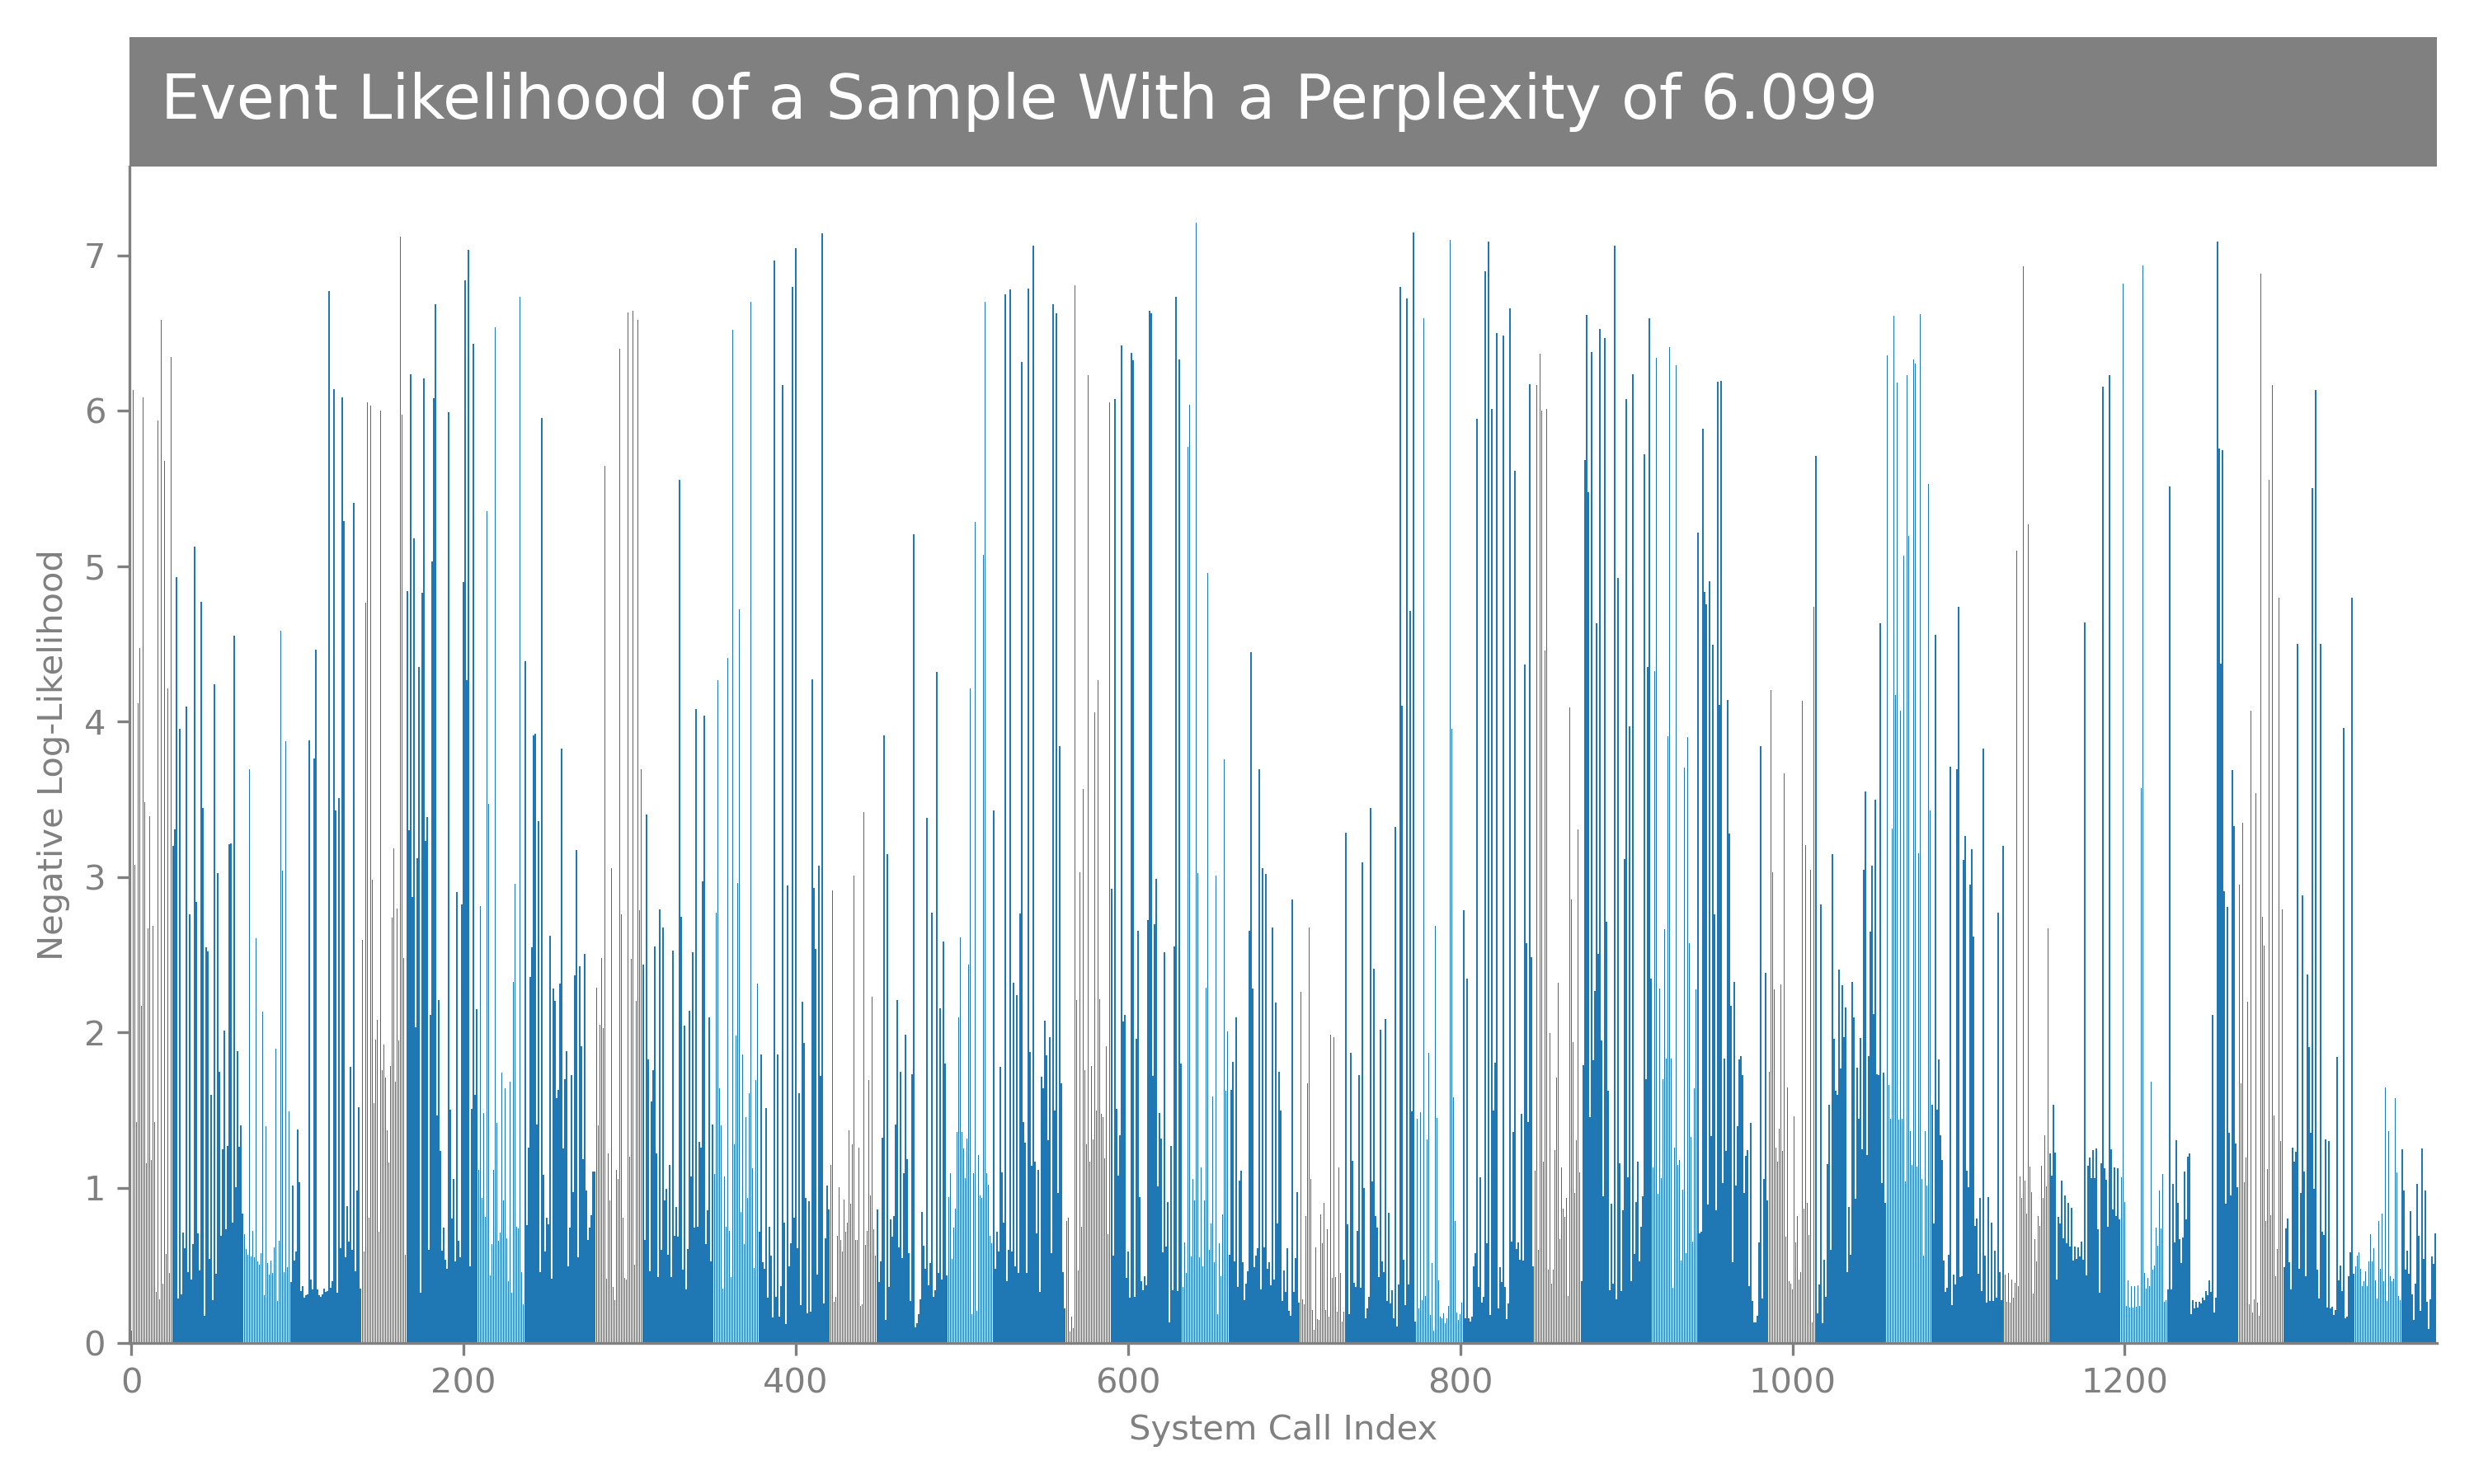 Event Likelihood of a Sample With a Perplexity of 6.099
7
6
5
4
3
2
1
0
Negative Log-Likelihood
0 200 400 600 800 1000 1200
System Call Index